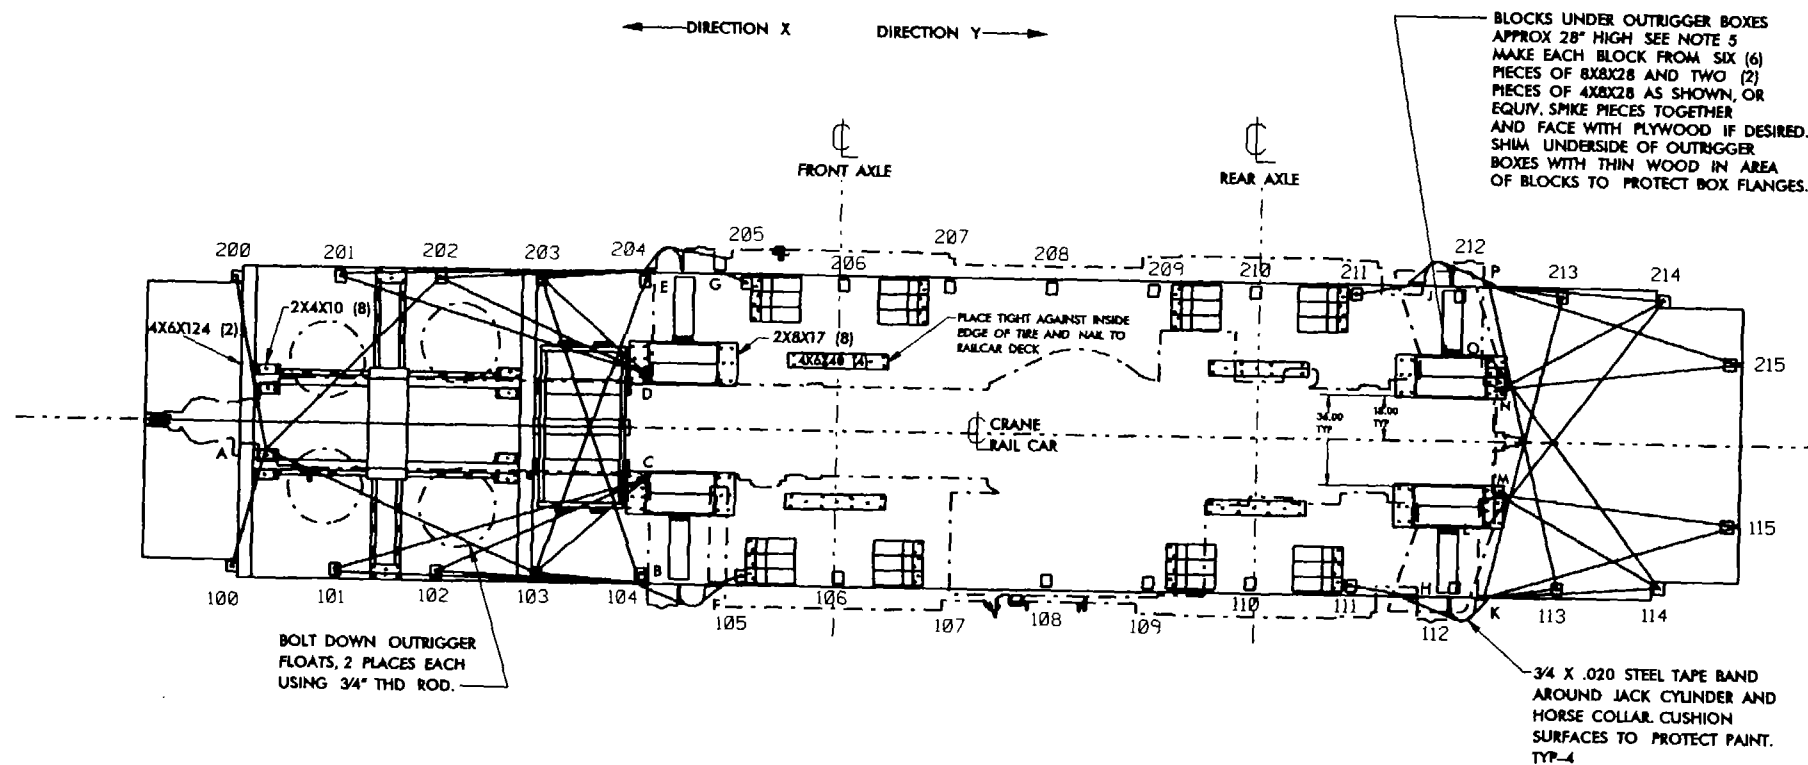 DIRECTION X
DIRECTION Y
BLOCKS UNDER OUTRIGGER BOXES
APPROX 28" HIGH SEE NOTE 5
MAKE EACH BLOCK FROM SIX (6)
PIECES OF 8X8X28 AND TWO (2)
PIECES OF 4X8X28 AS SHOWN, OR
EQUIV. SPIKE PIECES TOGETHER
AND FACE WITH PLYWOOD IF DESIRED.
SHIM UNDERSIDE OF OUTRIGGER
BOXES WITH THIN WOOD IN AREA
OF BLOCKS TO PROTECT BOX FLANGES.
FRONT AXLE
REAR AXLE
200
201
202
203
204
205
206
207
208
209
210
211
212
213
214
215
E
G
J
P
4X6X124 (2)
2X4X10 (8)
2X8X17 (8)
PLACE TIGHT AGAINST INSIDE
EDGE OF TIRE AND NAIL TO
RAILCAR DECK
4X6X40 (4)
O
D
N
36.00
TYP
18.00
TYP
CRANE
RAIL CAR
A
C
M
L
B
F
H
K
100
101
102
103
104
105
106
107
108
109
110
111
112
113
114
115
BOLT DOWN OUTRIGGER
FLOATS, 2 PLACES EACH
USING 3/4" THD ROD.
3/4 X .020 STEEL TAPE BAND
AROUND JACK CYLINDER AND
HORSE COLLAR. CUSHION
SURFACES TO PROTECT PAINT.
TYP-4